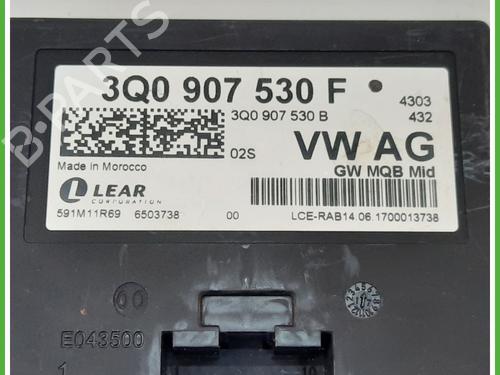 3Q0 907 530 F
4303
3Q0 907 530 B
432
02S
VW AG
GW MQB Mid
Made in Morocco
LEAR
CORPORATION
591M11R69 6503738 00 LCE-RAB14.06.1700013738
00
E043500
1
B-PARTS